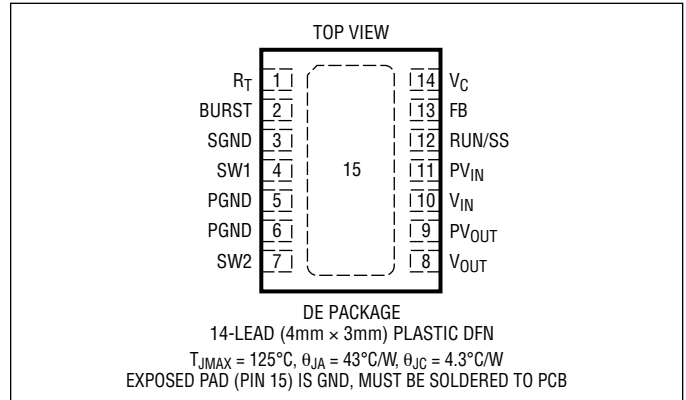 TOP VIEW
RT 1 14 VC
BURST 2 13 FB
SGND 3 12 RUN/SS
SW1 4 15 11 PVIN
PGND 5 10 VIN
PGND 6 9 PVOUT
SW2 7 8 VOUT
DE PACKAGE
14-LEAD (4mm × 3mm) PLASTIC DFN
TJMAX = 125°C, θJA = 43°C/W, θJC = 4.3°C/W
EXPOSED PAD (PIN 15) IS GND, MUST BE SOLDERED TO PCB